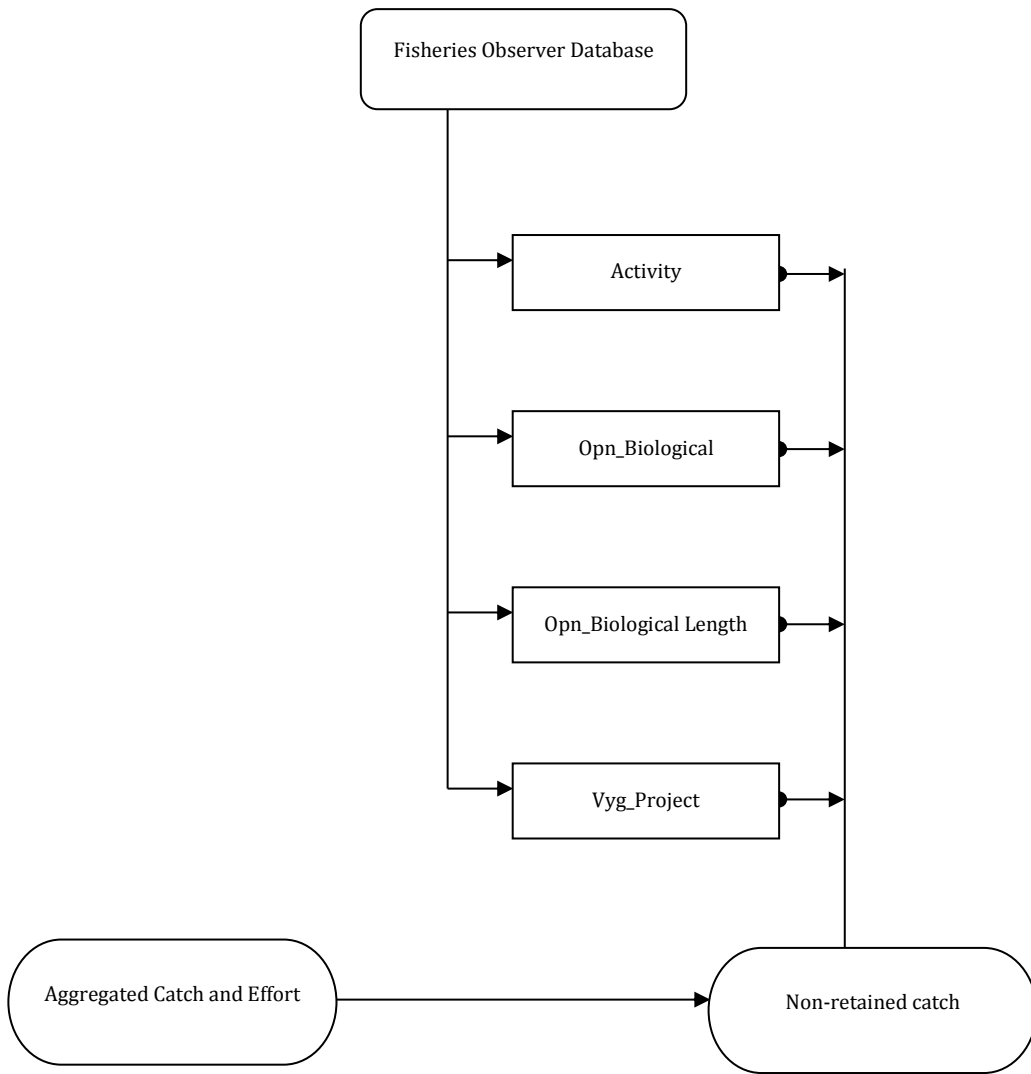 Fisheries Observer Database
Activity
Opn_Biological
Opn_Biological Length
Vyg_Project
Aggregated Catch and Effort
Non-retained catch